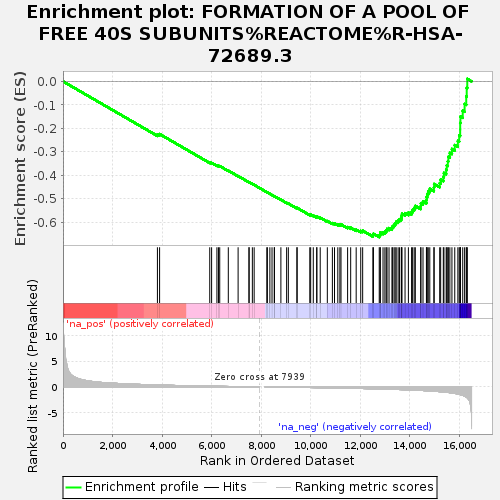 Enrichment plot: FORMATION OF A POOL OF
FREE 40S SUBUNITS%REACTOME%R-HSA-
72689.3
Enrichment score (ES)
0.0
-0.1
-0.2
-0.3
-0.4
-0.5
-0.6
'na_pos' (positively correlated)
Ranked list metric (PreRanked)
10
5
0
-5
Zero cross at 7939
'na_neg' (negatively correlated)
0
2,000
4,000
6,000
8,000
10,000
12,000
14,000
16,000
Rank in Ordered Dataset
Enrichment profile
Hits
Ranking metric scores